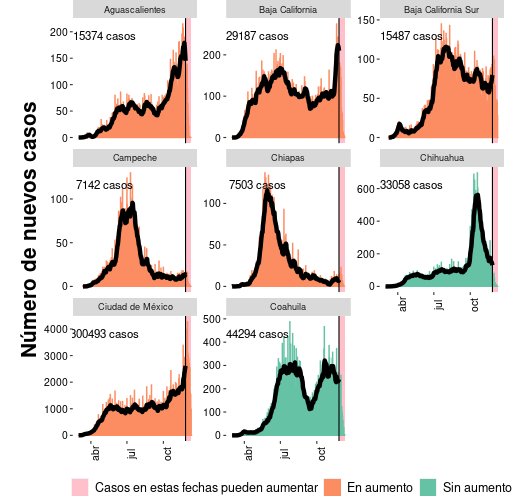 Número de nuevos casos
Aguascalientes
15374 casos
200
150
100
50
0
Baja California
29187 casos
200
100
0
Baja California Sur
15487 casos
150
100
50
0
Campeche
7142 casos
100
50
0
Chiapas
7503 casos
100
50
0
Chihuahua
33058 casos
600
400
200
0
abr
jul
oct
Ciudad de México
300493 casos
4000
3000
2000
1000
0
abr
jul
oct
Coahuila
44294 casos
500
400
300
200
100
0
abr
jul
oct
Casos en estas fechas pueden aumentar
En aumento
Sin aumento